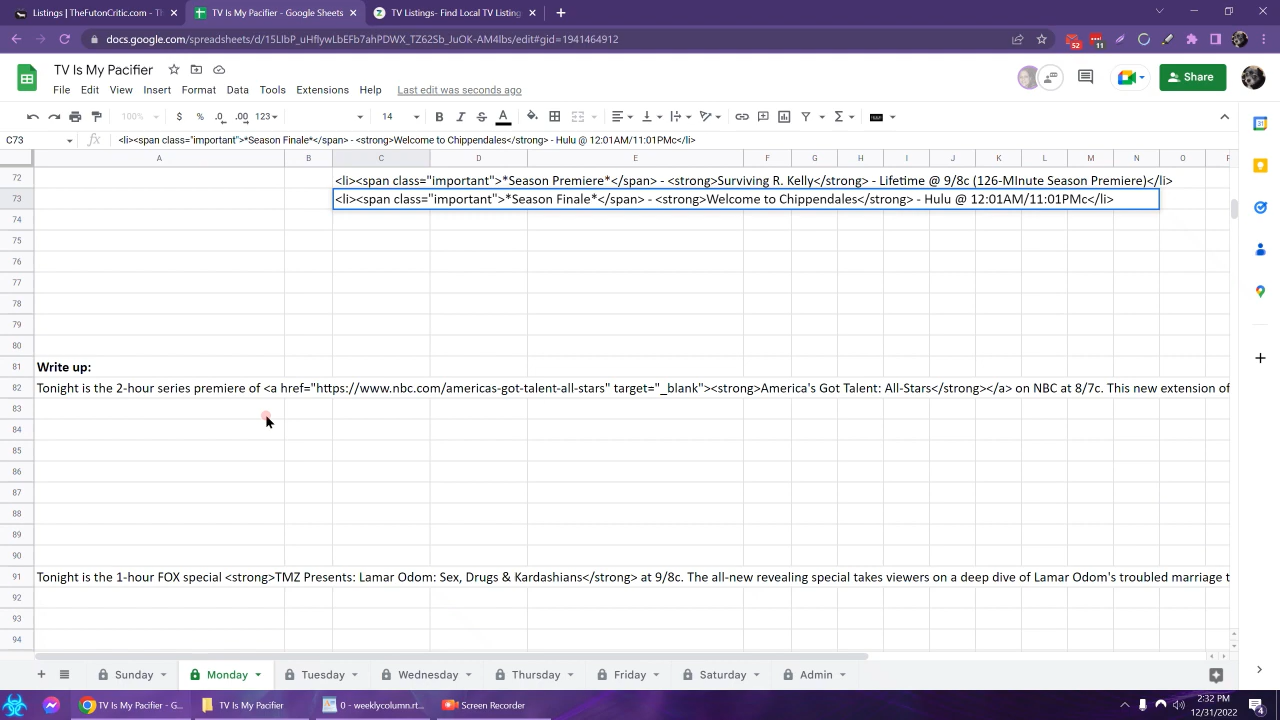 Listings | TheFutonCritic.com - T
TV Is My Pacifier - Google Sheets
TV Listings- Find Local TV Listing
docs.google.com/spreadsheets/d/15LIbP_uHflywLbEFb7ahPDWX_TZ62Sb_JuOK-AM4lbs/edit#gid=1941464912
52
11
TV Is My Pacifier
File Edit View Insert Format Data Tools Extensions Help Last edit was seconds ago
Share
100% $ % .0 .00 123 14 B I S A
C73 fx <li><span class="important">*Season Finale*</span> - <strong>Welcome to Chippendales</strong> - Hulu @ 12:01AM/11:01PMc</li>
A B C D E F G H I J K L M N O
72 <li><span class="important">*Season Premiere*</span> - <strong>Surviving R. Kelly</strong> - Lifetime @ 9/8c (126-MInute Season Premiere)</li>
73 <li><span class="important">*Season Finale*</span> - <strong>Welcome to Chippendales</strong> - Hulu @ 12:01AM/11:01PMc</li>
74
75
76
77
78
79
80
81 Write up:
82 Tonight is the 2-hour series premiere of <a href="https://www.nbc.com/americas-got-talent-all-stars" target="_blank"><strong>America's Got Talent: All-Stars</strong></a> on NBC at 8/7c. This new extension of
83
84
85
86
87
88
89
90
91 Tonight is the 1-hour FOX special <strong>TMZ Presents: Lamar Odom: Sex, Drugs & Kardashians</strong> at 9/8c. The all-new revealing special takes viewers on a deep dive of Lamar Odom's troubled marriage t
92
93
94
Sunday Monday Tuesday Wednesday Thursday Friday Saturday Admin
TV Is My Pacifier - G... TV Is My Pacifier 0 - weeklycolumn.rt... Screen Recorder
2:32 PM
12/31/2022
4